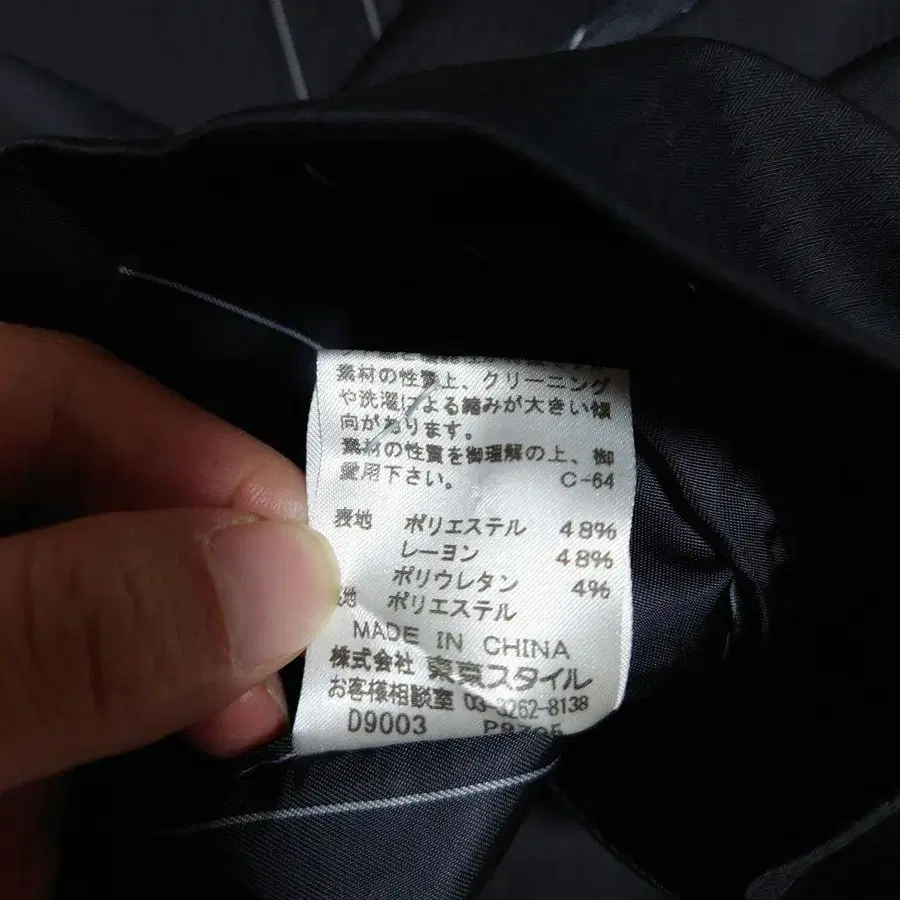 素材の性質上、クリーニング
や洗濯による縮みが大きい傾
向があります。
素材の性質を御理解の上、御
愛用下さい。 C-64
表地 ポリエステル 48%
レーヨン 48%
ポリウレタン 4%
地 ポリエステル
MADE IN CHINA
株式会社 東京スタイル
お客様相談室 03-3262-8138
D9003